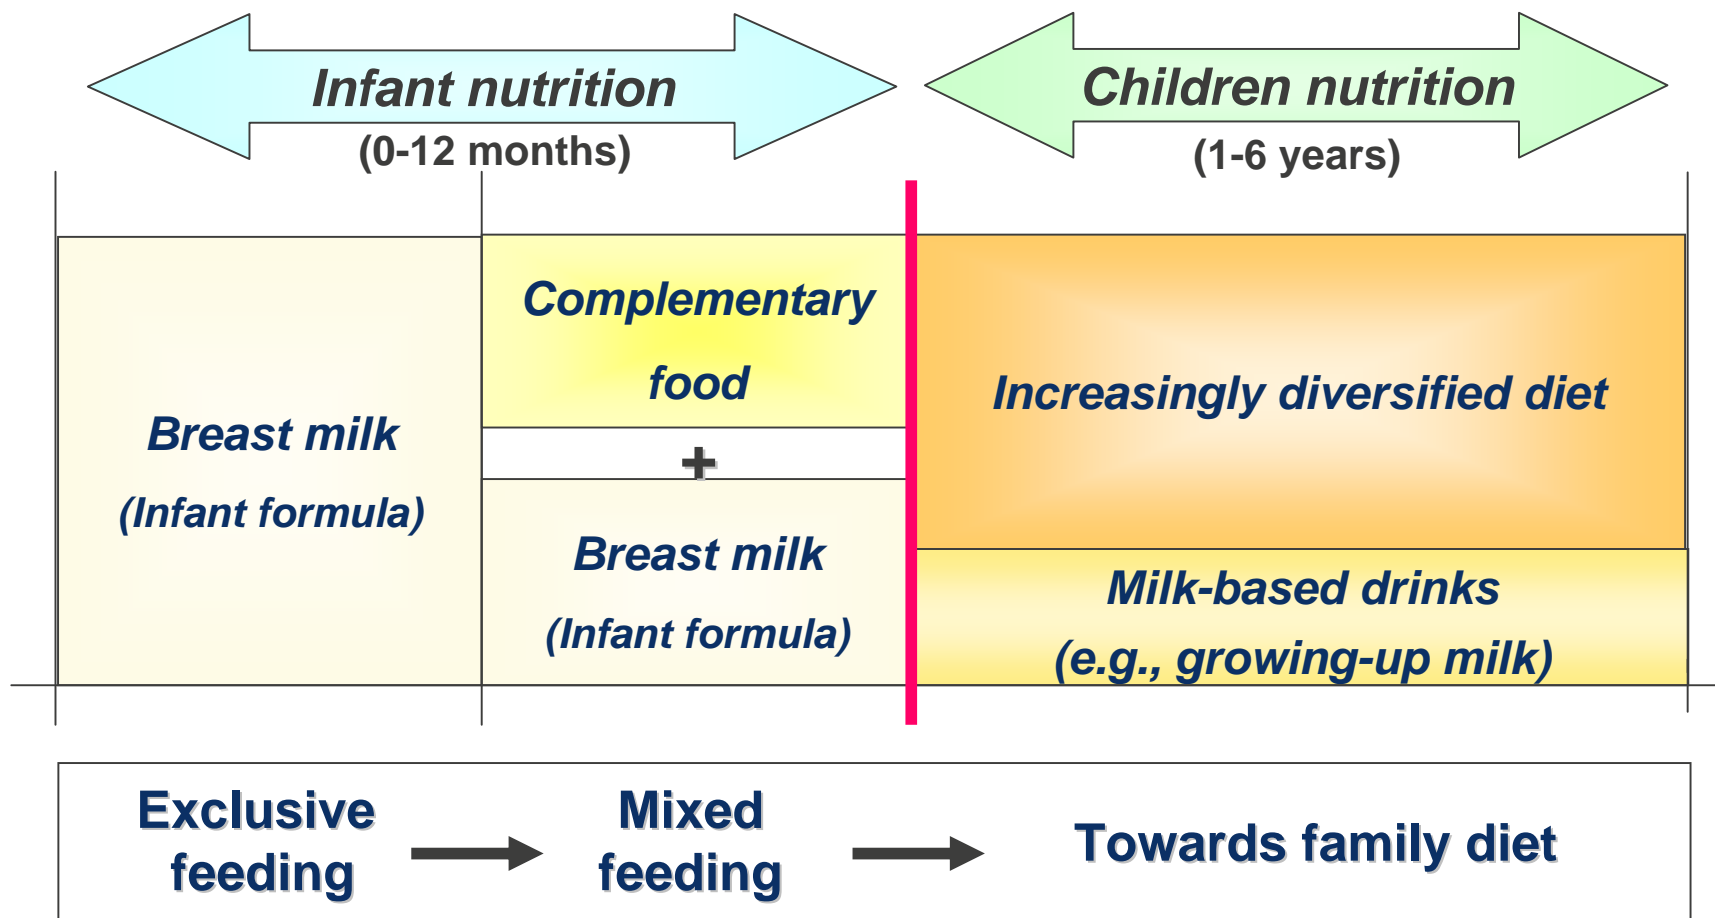 Infant nutrition
(0-12 months)
Children nutrition
(1-6 years)
Breast milk
(Infant formula)
Complementary
food
+
Breast milk
(Infant formula)
Increasingly diversified diet
Milk-based drinks
(e.g., growing-up milk)
Exclusive
feeding
Mixed
feeding
Towards family diet